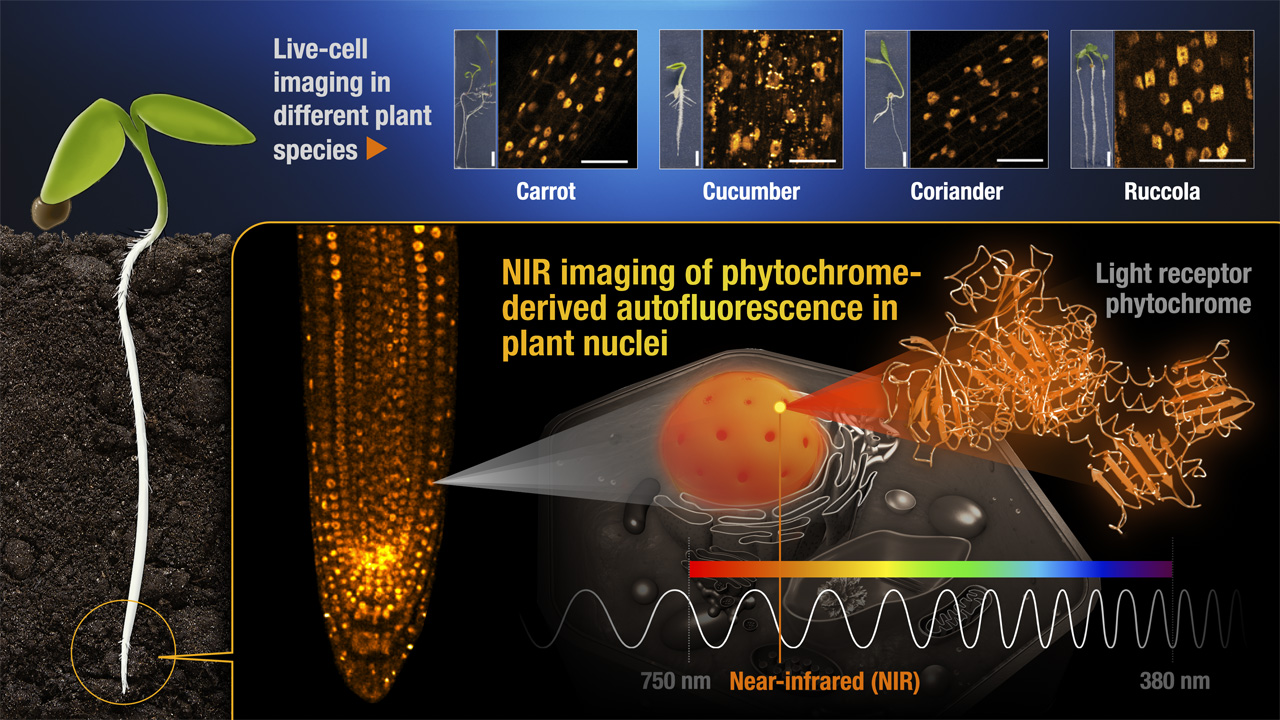 Live-cell
imaging in
different plant
species
Carrot
Cucumber
Coriander
Ruccola
NIR imaging of phytochrome-
derived autofluorescence in
plant nuclei
Light receptor
phytochrome
750 nm
Near-infrared (NIR)
380 nm